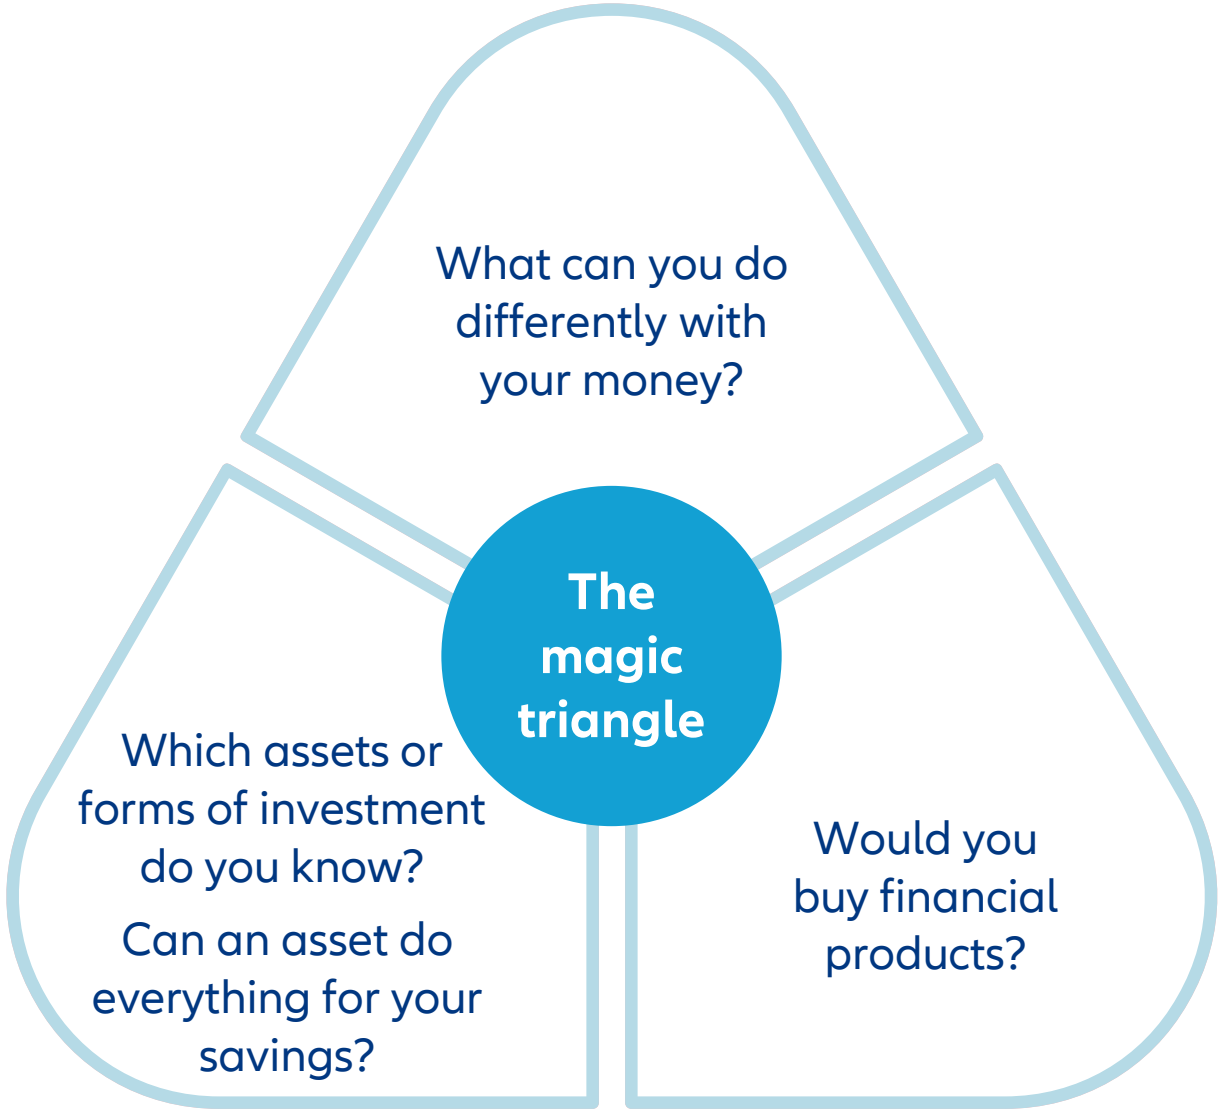 What can you do
differently with
your money?
The
magic
triangle
Which assets or
forms of investment
do you know?
Can an asset do
everything for your
savings?
Would you
buy financial
products?